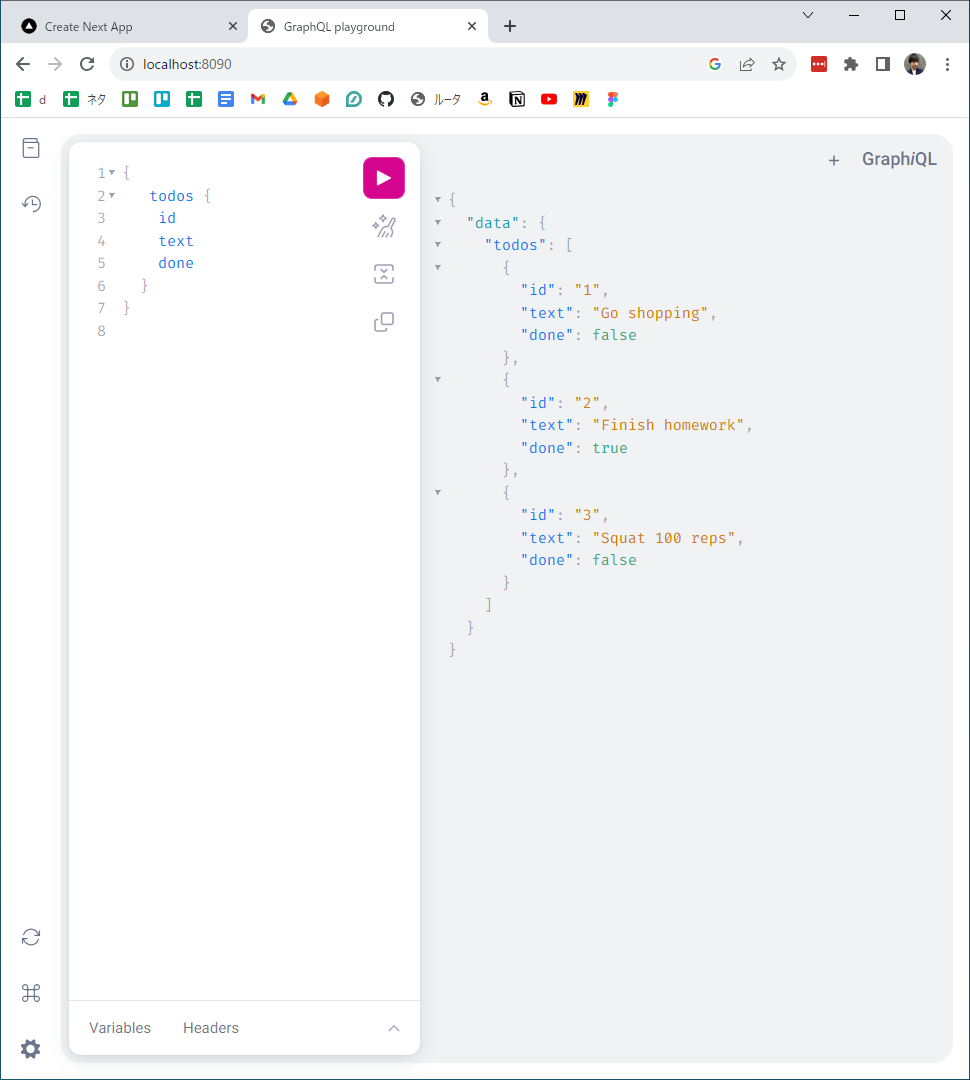 Create Next App
GraphQL playground
localhost:8090
d
ネタ
ルータ
GraphiQL
1 {
2 todos {
3 id
4 text
5 done
6 }
7 }
8
{
"data": {
"todos": [
{
"id": "1",
"text": "Go shopping",
"done": false
},
{
"id": "2",
"text": "Finish homework",
"done": true
},
{
"id": "3",
"text": "Squat 100 reps",
"done": false
}
]
}
}
Variables
Headers